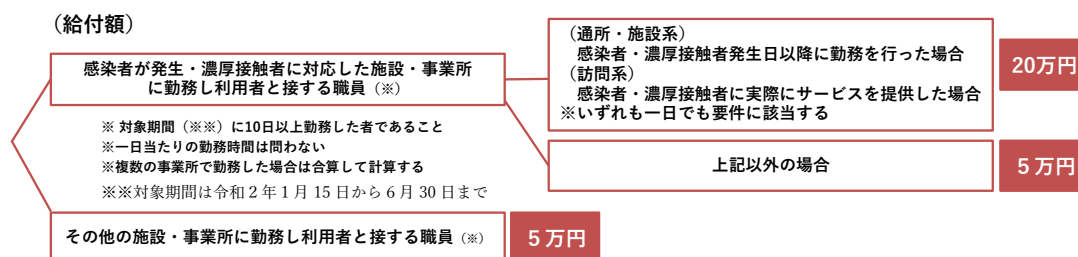 （給付額）
感染者が発生・濃厚接触者に対応した施設・事業所
に勤務し利用者と接する職員（※）
※ 対象期間（※※）に10日以上勤務した者であること
※一日当たりの勤務時間は問わない
※複数の事業所で勤務した場合は合算して計算する
※※対象期間は令和２年１月 15 日から６月 30 日まで
（通所・施設系）
感染者・濃厚接触者発生日以降に勤務を行った場合
（訪問系）
感染者・濃厚接触者に実際にサービスを提供した場合
※いずれも一日でも要件に該当する
20万円
上記以外の場合
５万円
その他の施設・事業所に勤務し利用者と接する職員（※）
５万円